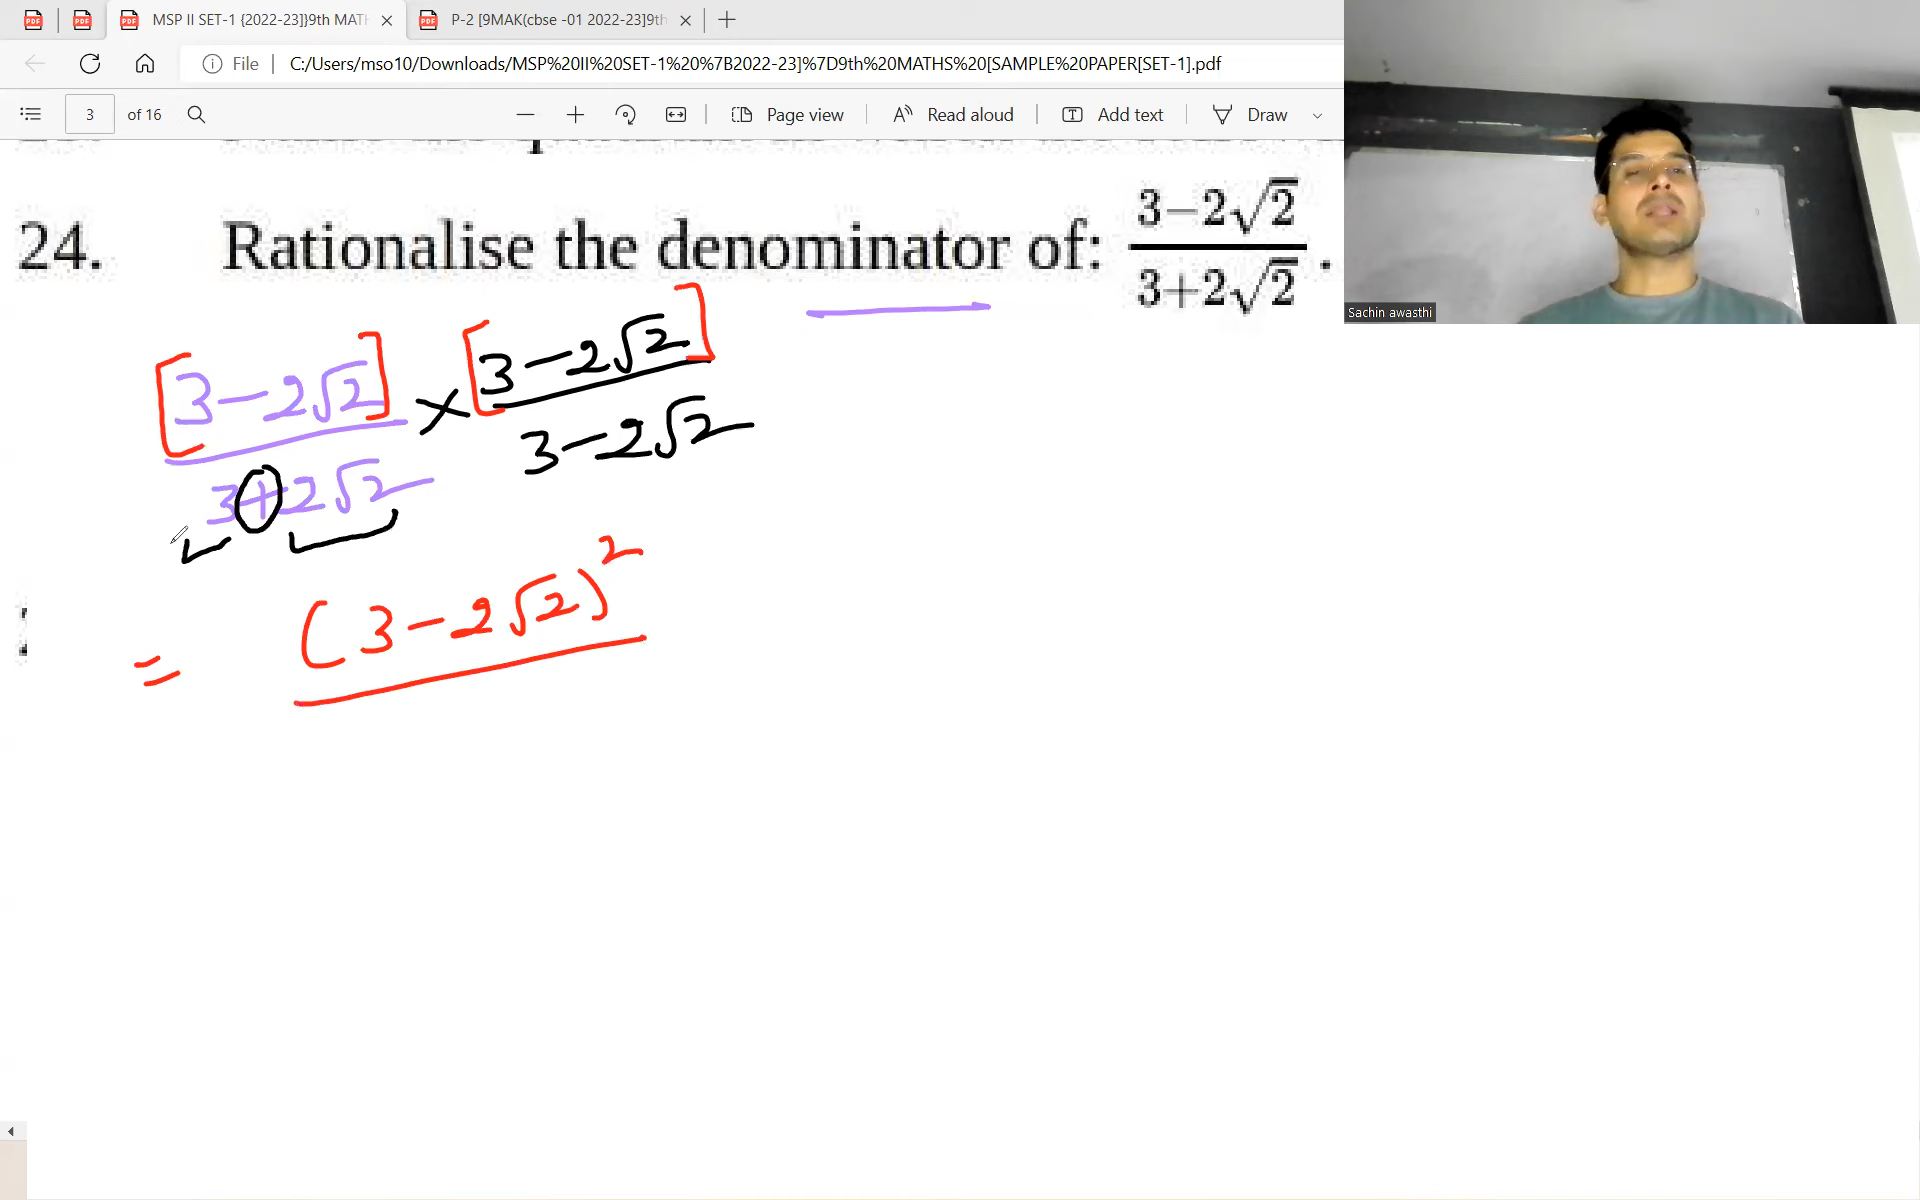 MSP II SET-1 {2022-23]}9th MATH
P-2 [9MAK(cbse -01 2022-23]9th
File
C:/Users/mso10/Downloads/MSP%20II%20SET-1%20%7B2022-23]%7D9th%20MATHS%20[SAMPLE%20PAPER[SET-1].pdf
3 of 16
Page view
Read aloud
Add text
Draw
24. Rationalise the denominator of: (3−2√2)/(3+2√2).
Sachin awasthi
[3−2√2] × [3−2√2]
3+2√2 3−2√2
= (3−2√2)²